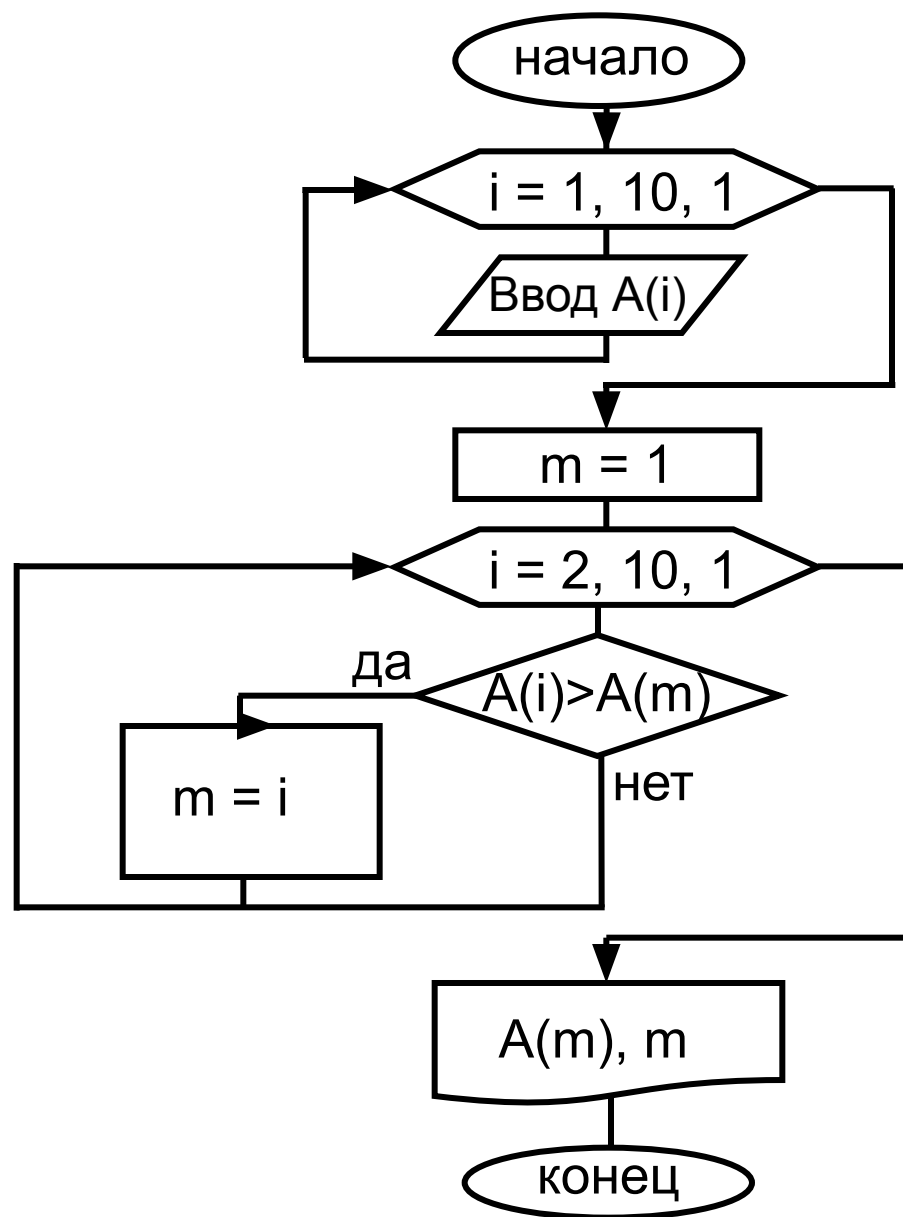 начало
i = 1, 10, 1
Ввод A(i)
m = 1
i = 2, 10, 1
да
A(i)>A(m)
нет
m = i
A(m), m
конец